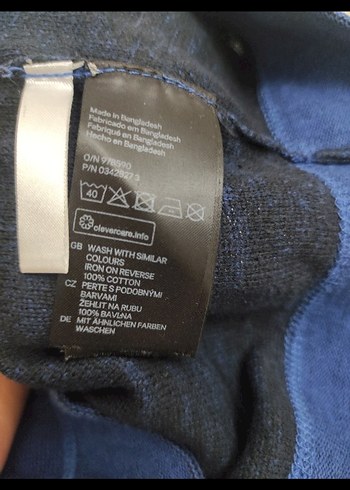 Made in Bangladesh
Fabricado em Bangladesh
Fabriqué en Bangladesh
Hecho en Bangladesh
O/N
P/N
40
clevercare.info
GB WASH WITH SIMILAR
COLOURS
IRON ON REVERSE
100% COTTON
CZ PERTE S PODOBNÝMI
BARVAMI
ŽEHLIT NA RUBU
100% BAVLNA
DE MIT ÄHNLICHEN FARBEN
WASCHEN